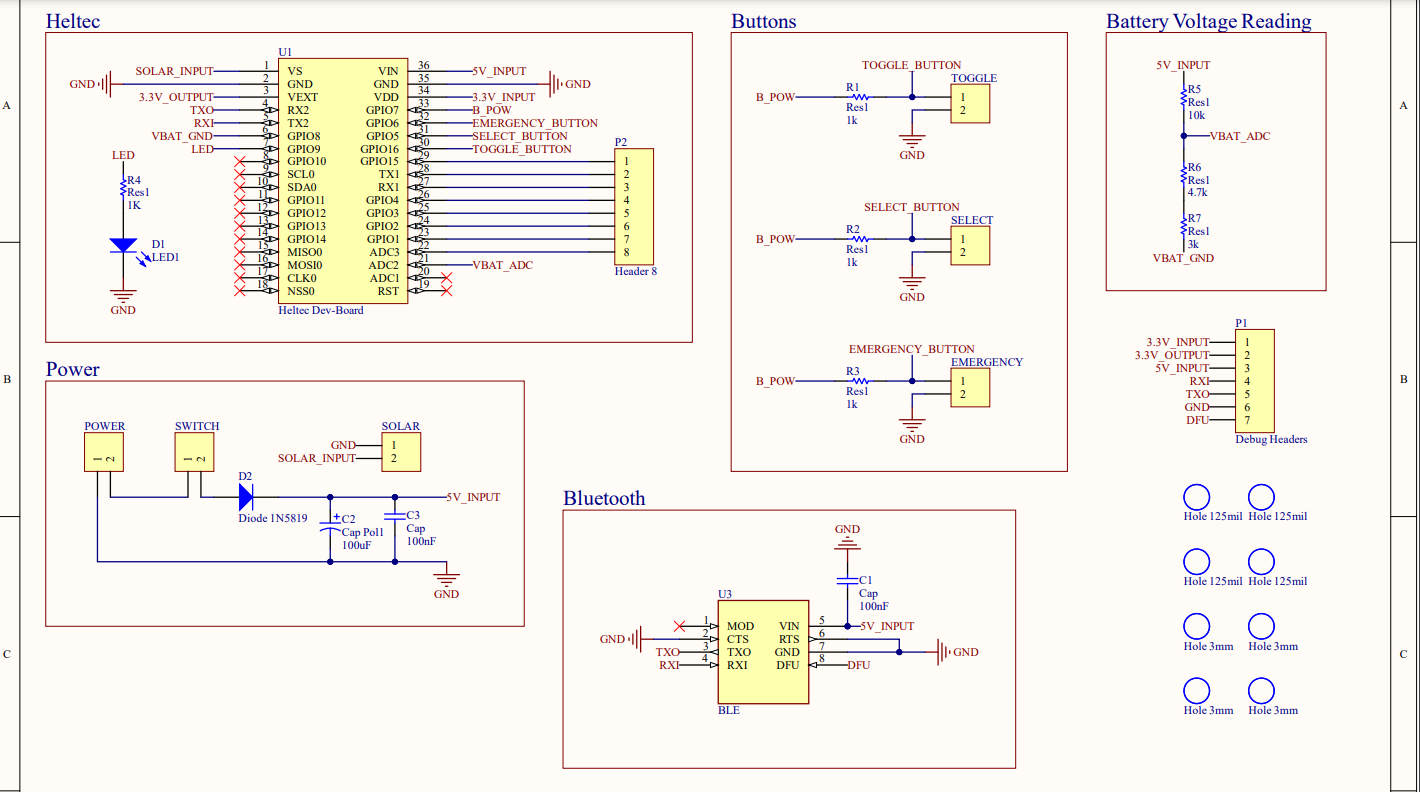 Heltec
U1
SOLAR_INPUT 1 VS VIN 36 5V_INPUT
GND 2 GND GND 35 GND
3.3V_OUTPUT 3 VEXT VDD 34 3.3V_INPUT
TXO 4 RX2 GPIO7 33 B_POW
RXI 5 TX2 GPIO6 32 EMERGENCY_BUTTON
VBAT_GND 6 GPIO8 GPIO5 31 SELECT_BUTTON
LED 7 GPIO9 GPIO16 30 TOGGLE_BUTTON
8 GPIO10 GPIO15 29
9 SCL0 TX1 28
10 SDA0 RX1 27
11 GPIO11 GPIO4 26
12 GPIO12 GPIO3 25
13 GPIO13 GPIO2 24
14 GPIO14 GPIO1 23
15 MISO0 ADC3 22
16 MOSI0 ADC2 21 VBAT_ADC
17 CLK0 ADC1 20
18 NSS0 RST 19
Heltec Dev-Board
P2
1
2
3
4
5
6
7
8
Header 8
LED
R4
Res1
1K
D1
LED1
GND
Buttons
TOGGLE_BUTTON
TOGGLE
B_POW
R1
Res1
1k
1
2
GND
SELECT_BUTTON
SELECT
B_POW
R2
Res1
1k
1
2
GND
EMERGENCY_BUTTON
EMERGENCY
B_POW
R3
Res1
1k
1
2
GND
Battery Voltage Reading
5V_INPUT
R5
Res1
10k
VBAT_ADC
R6
Res1
4.7k
R7
Res1
3k
VBAT_GND
P1
3.3V_INPUT 1
3.3V_OUTPUT 2
5V_INPUT 3
RXI 4
TXO 5
GND 6
DFU 7
Debug Headers
Power
POWER
1 2
SWITCH
1 2
SOLAR
GND 1
SOLAR_INPUT 2
D2
Diode 1N5819
5V_INPUT
+
C2
Cap Pol1
100uF
C3
Cap
100nF
GND
Bluetooth
GND
C1
Cap
100nF
U3
1 MOD VIN 5 5V_INPUT
GND 2 CTS RTS 6
TXO 3 TXO GND 7 GND
RXI 4 RXI DFU 8 DFU
BLE
Hole 125mil Hole 125mil
Hole 125mil Hole 125mil
Hole 3mm Hole 3mm
Hole 3mm Hole 3mm
A A
B B
C C